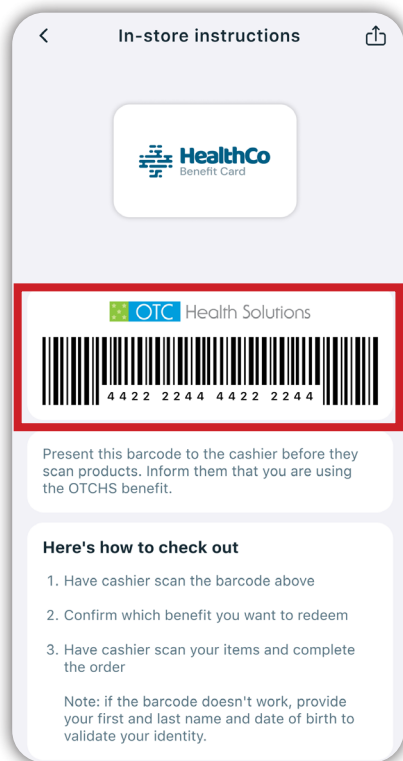 In-store instructions
HealthCo
Benefit Card
OTC Health Solutions
4422 2244 4422 2244
Present this barcode to the cashier before they
scan products. Inform them that you are using
the OTCHS benefit.
Here's how to check out
1. Have cashier scan the barcode above
2. Confirm which benefit you want to redeem
3. Have cashier scan your items and complete
the order
Note: if the barcode doesn't work, provide
your first and last name and date of birth to
validate your identity.